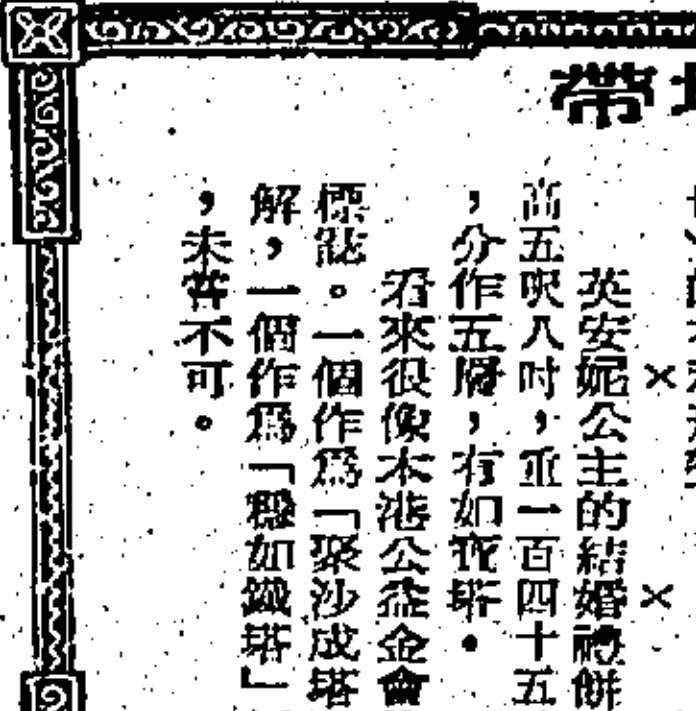 帶
× ×
英安妮公主的結婚禮餅
高五呎八吋，重一百四十五
，分作五層，有如寶塔。
看來很像本港公益金會
標誌。一個作爲「聚沙成塔
解，一個作爲「穩如鐵塔」
，未嘗不可。